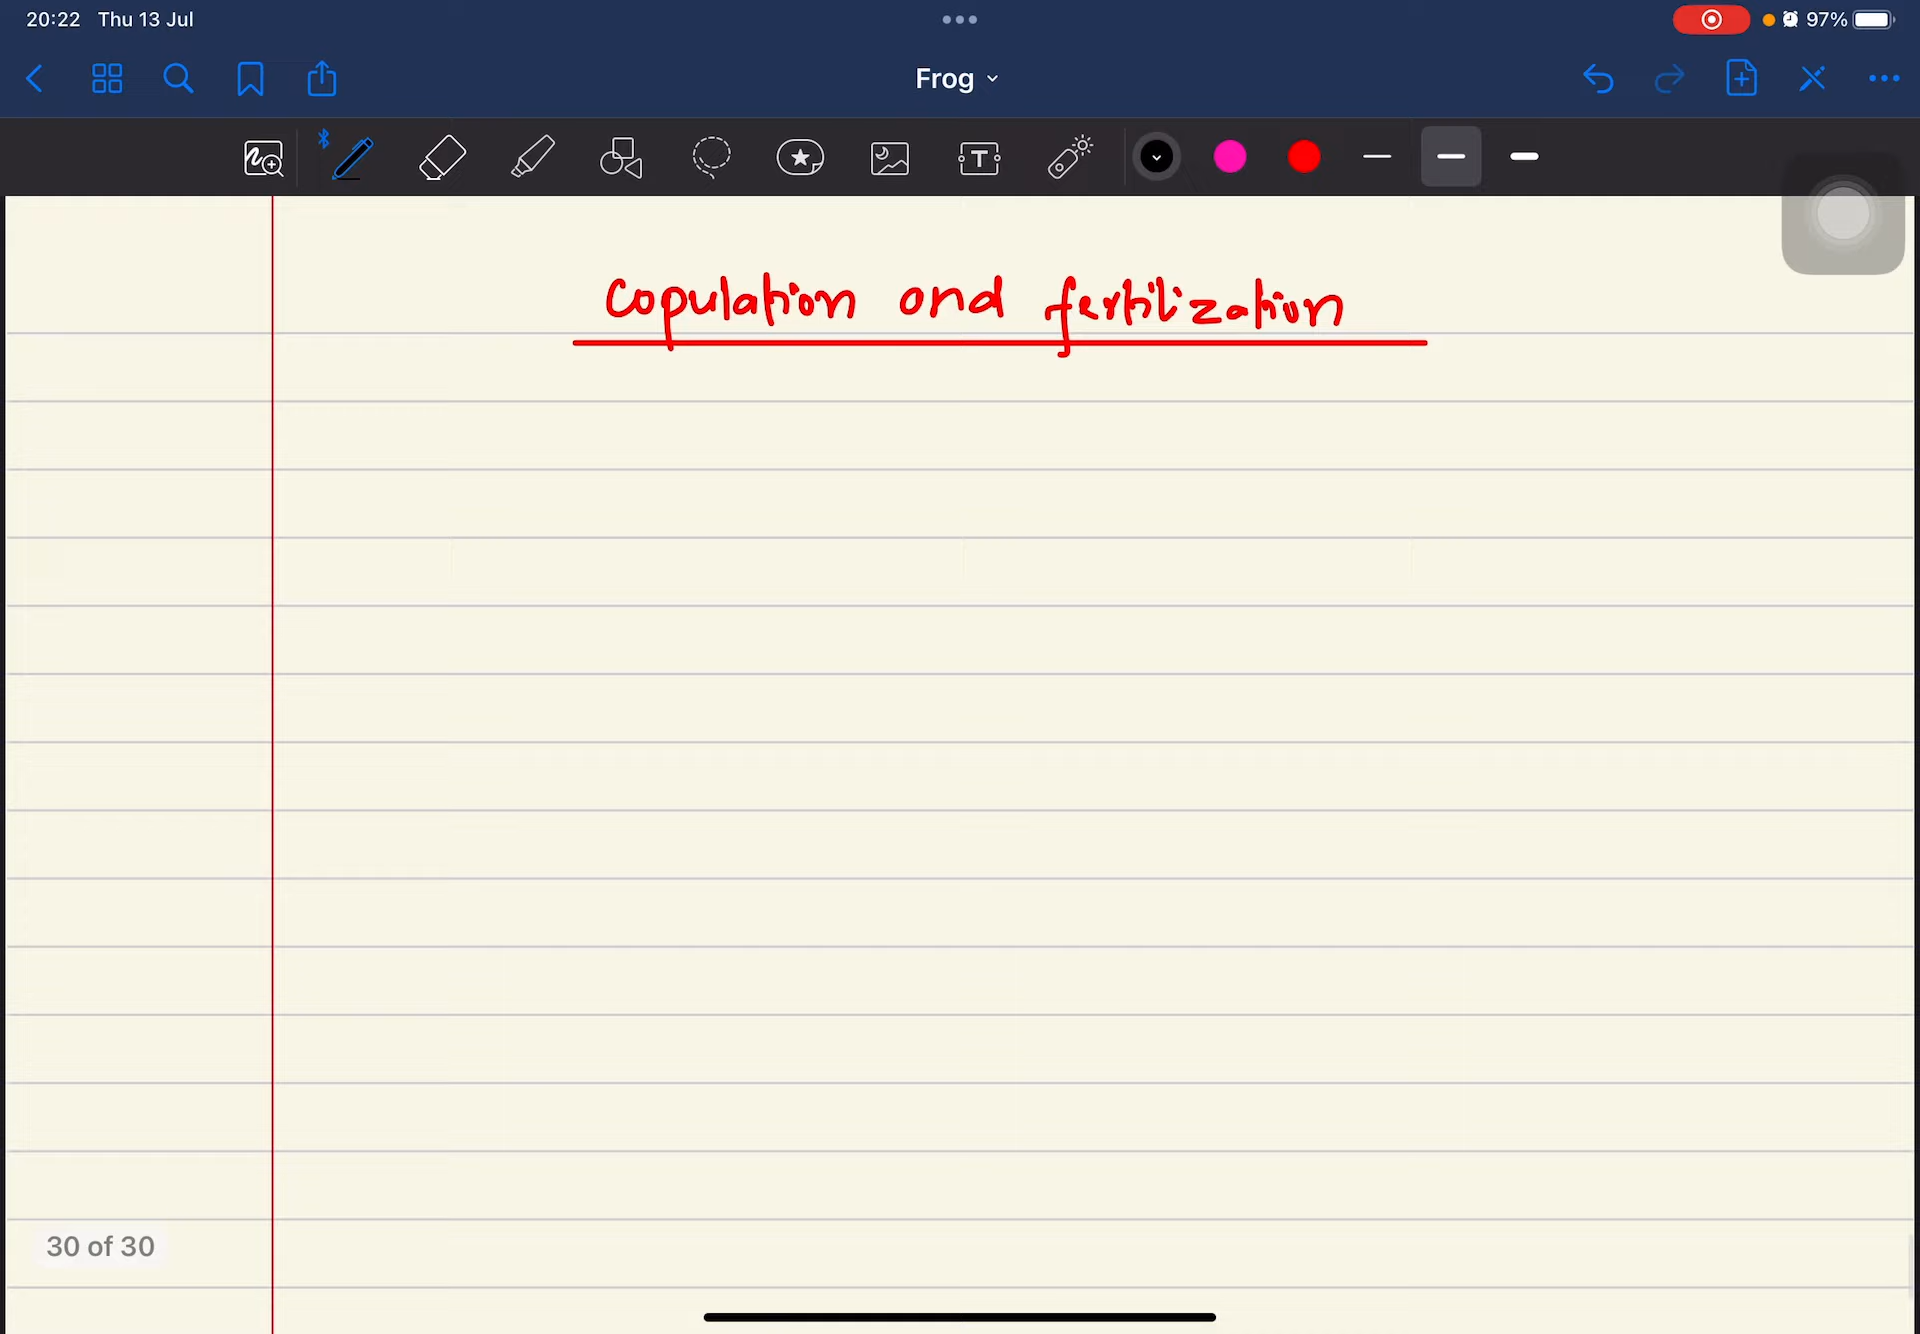 20:22 Thu 13 Jul
97%
Frog
T
copulation and fertilization
30 of 30